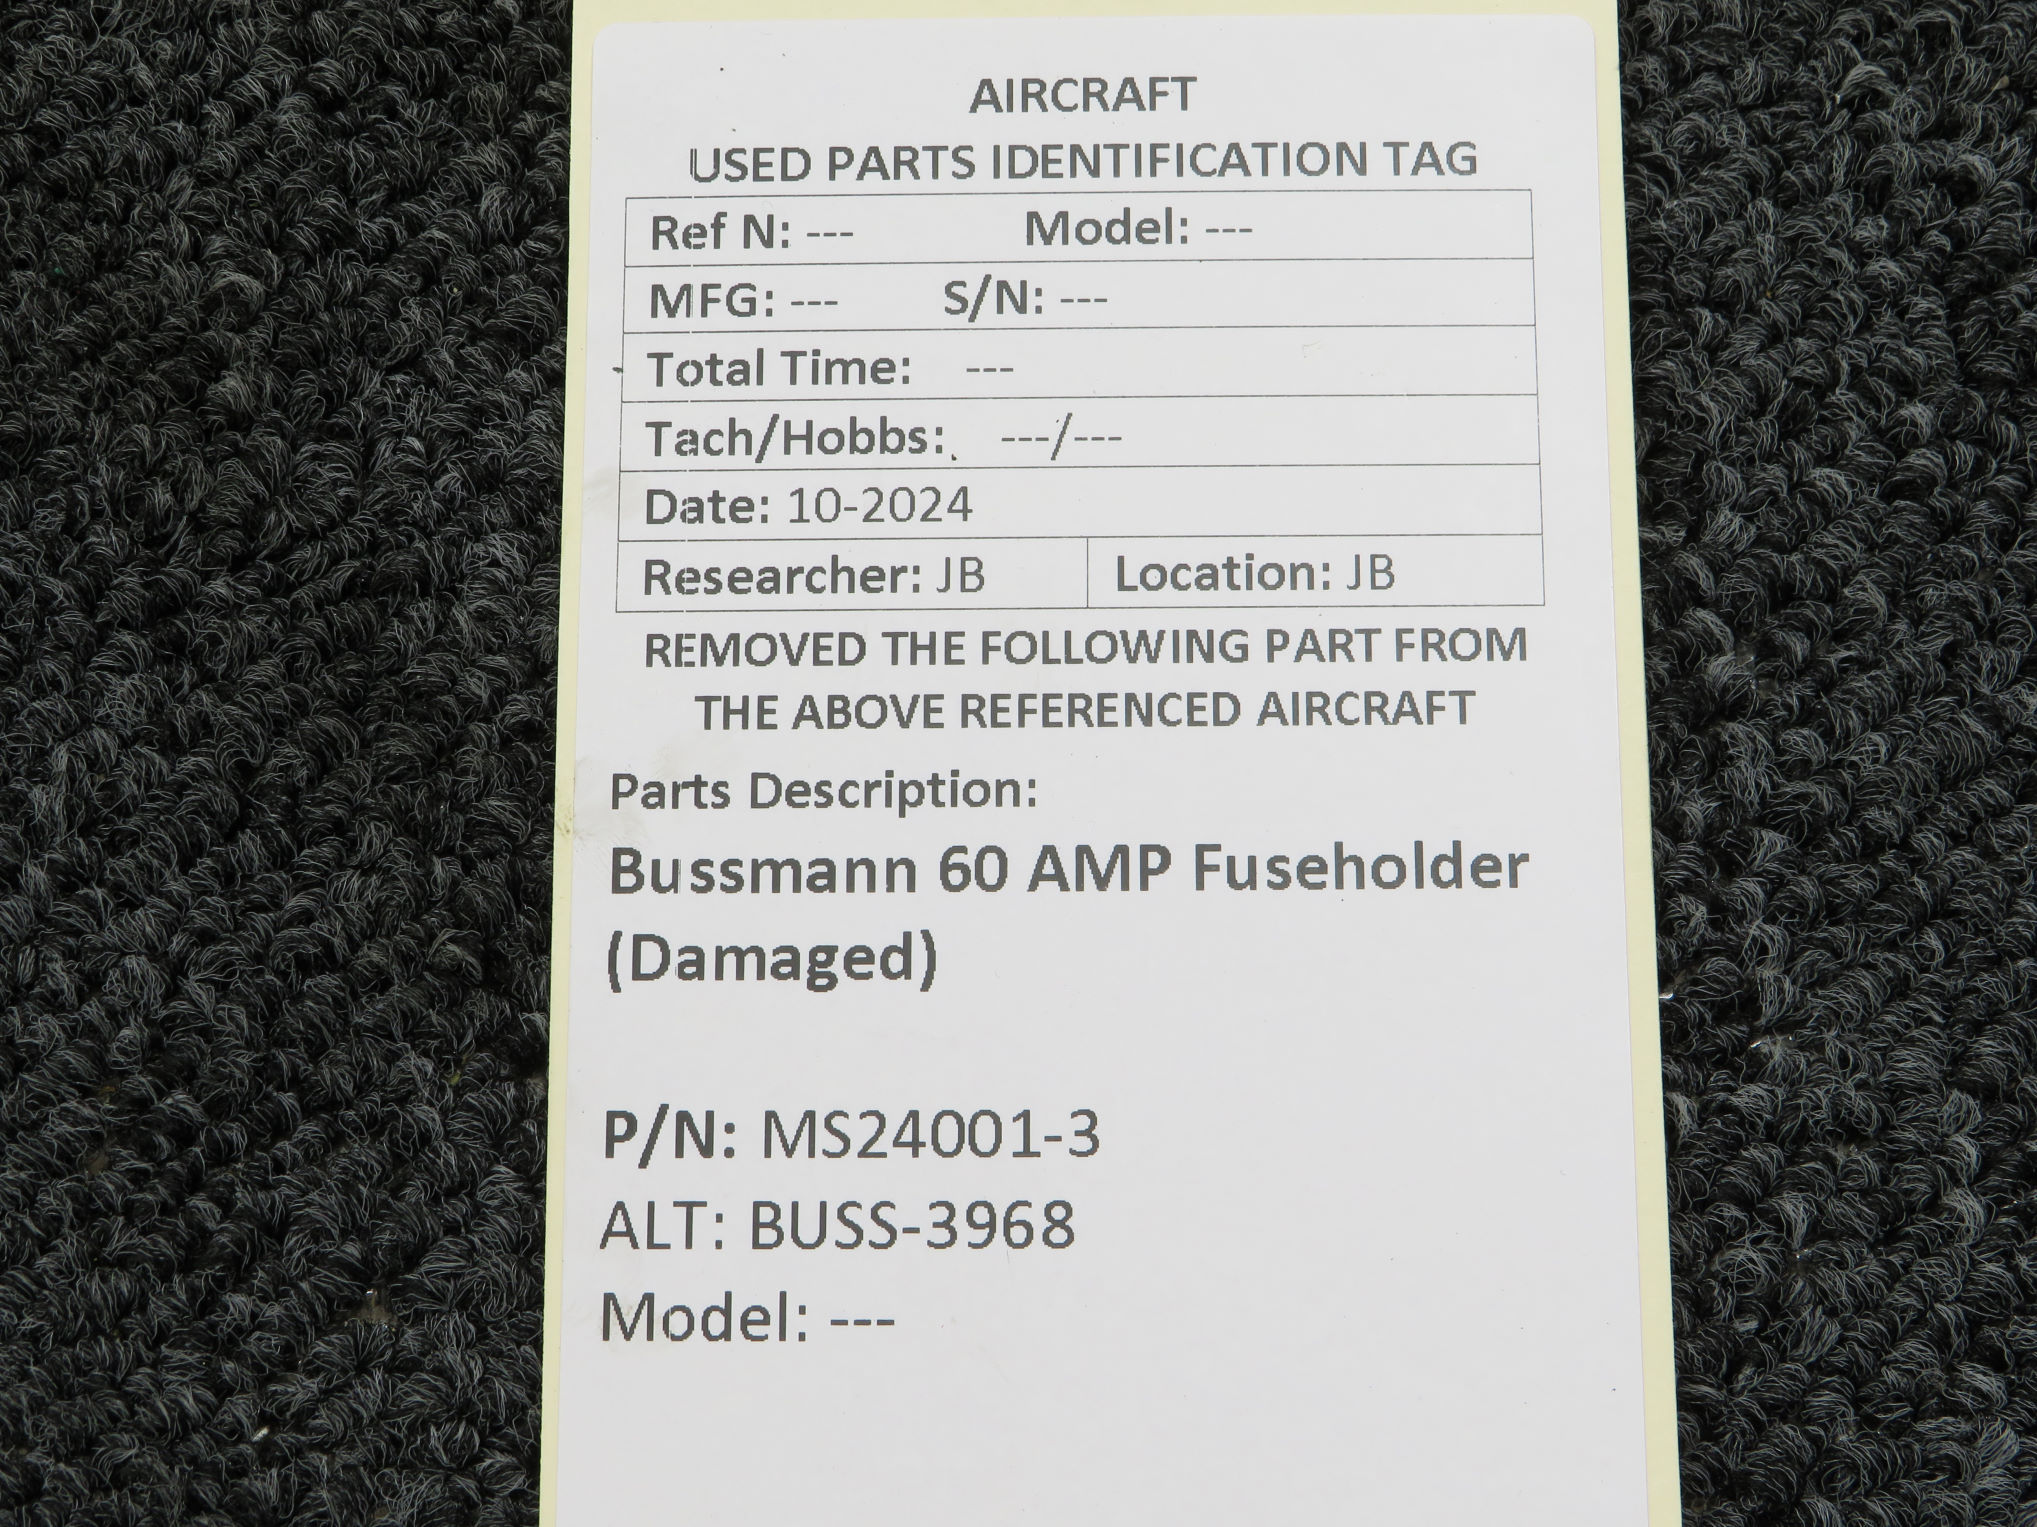 AIRCRAFT
USED PARTS IDENTIFICATION TAG
Ref N: --- Model: ---
MFG: --- S/N: ---
Total Time: ---
Tach/Hobbs: ---/---
Date: 10-2024
Researcher: JB Location: JB
REMOVED THE FOLLOWING PART FROM
THE ABOVE REFERENCED AIRCRAFT
Parts Description:
Bussmann 60 AMP Fuseholder
(Damaged)
P/N: MS24001-3
ALT: BUSS-3968
Model: ---